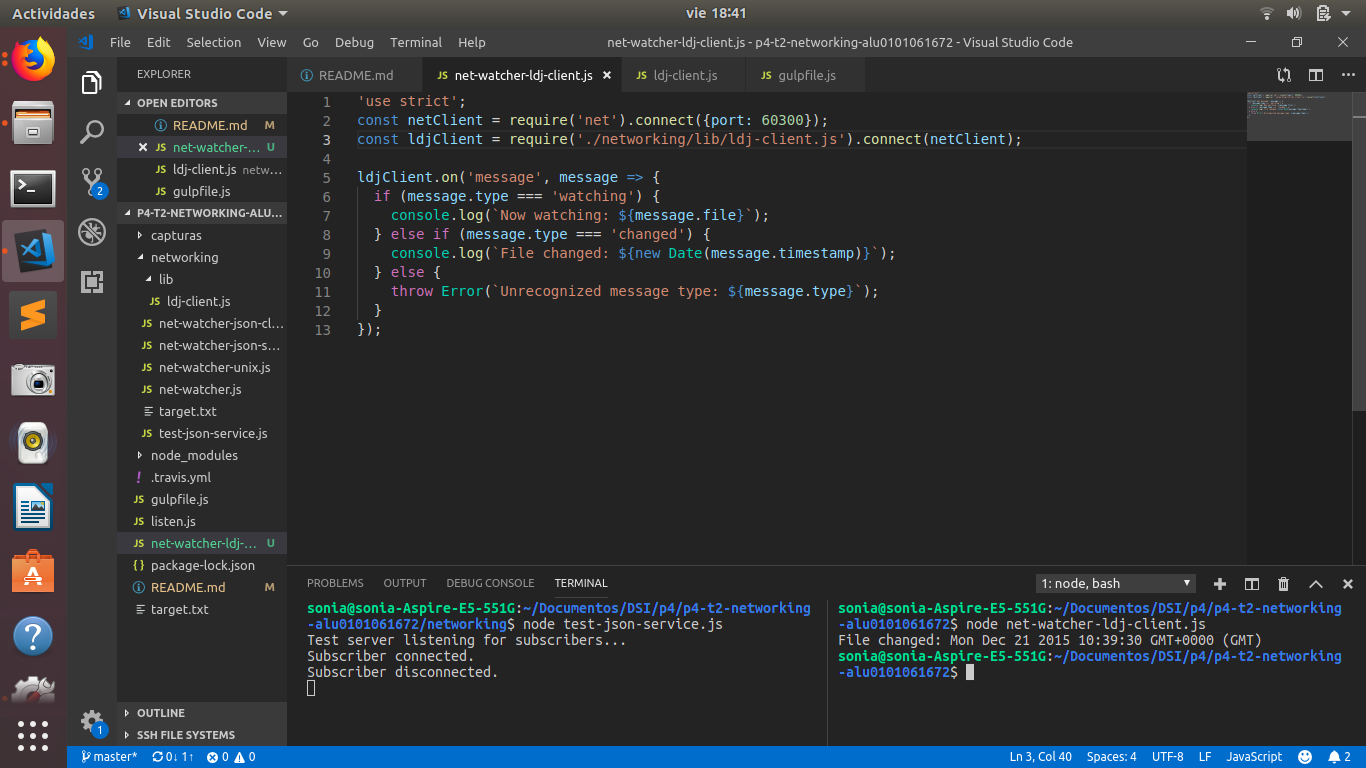 Actividades
Visual Studio Code
vie 18:41
File Edit Selection View Go Debug Terminal Help
net-watcher-ldj-client.js - p4-t2-networking-alu0101061672 - Visual Studio Code
EXPLORER
OPEN EDITORS
README.md M
net-watcher-... U
ldj-client.js netw...
gulpfile.js
P4-T2-NETWORKING-ALU...
capturas
networking
lib
JS ldj-client.js
JS net-watcher-json-cl...
JS net-watcher-json-s...
JS net-watcher-unix.js
JS net-watcher.js
target.txt
JS test-json-service.js
node_modules
! .travis.yml
JS gulpfile.js
JS listen.js
JS net-watcher-ldj-... U
{ } package-lock.json
README.md M
target.txt
OUTLINE
SSH FILE SYSTEMS
2
1
README.md
JS net-watcher-ldj-client.js
JS ldj-client.js
JS gulpfile.js
1 'use strict';
2 const netClient = require('net').connect({port: 60300});
3 const ldjClient = require('./networking/lib/ldj-client.js').connect(netClient);
4
5 ldjClient.on('message', message => {
6 if (message.type === 'watching') {
7 console.log(`Now watching: ${message.file}`);
8 } else if (message.type === 'changed') {
9 console.log(`File changed: ${new Date(message.timestamp)}`);
10 } else {
11 throw Error(`Unrecognized message type: ${message.type}`);
12 }
13 });
PROBLEMS OUTPUT DEBUG CONSOLE TERMINAL
1: node, bash
sonia@sonia-Aspire-E5-551G:~/Documentos/DSI/p4/p4-t2-networking
-alu0101061672/networking$ node test-json-service.js
Test server listening for subscribers...
Subscriber connected.
Subscriber disconnected.
sonia@sonia-Aspire-E5-551G:~/Documentos/DSI/p4/p4-t2-networking
-alu0101061672$ node net-watcher-ldj-client.js
File changed: Mon Dec 21 2015 10:39:30 GMT+0000 (GMT)
sonia@sonia-Aspire-E5-551G:~/Documentos/DSI/p4/p4-t2-networking
-alu0101061672$
master* 0↓ 1↑ 0 0
Ln 3, Col 40 Spaces: 4 UTF-8 LF JavaScript 2